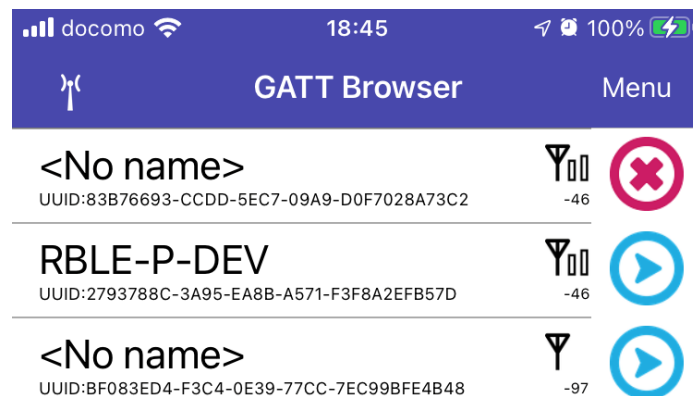 docomo 18:45 100%
GATT Browser Menu
<No name>
UUID:83B76693-CCDD-5EC7-09A9-D0F7028A73C2 -46
RBLE-P-DEV
UUID:2793788C-3A95-EA8B-A571-F3F8A2EFB57D -46
<No name>
UUID:BF083ED4-F3C4-0E39-77CC-7EC99BFE4B48 -97